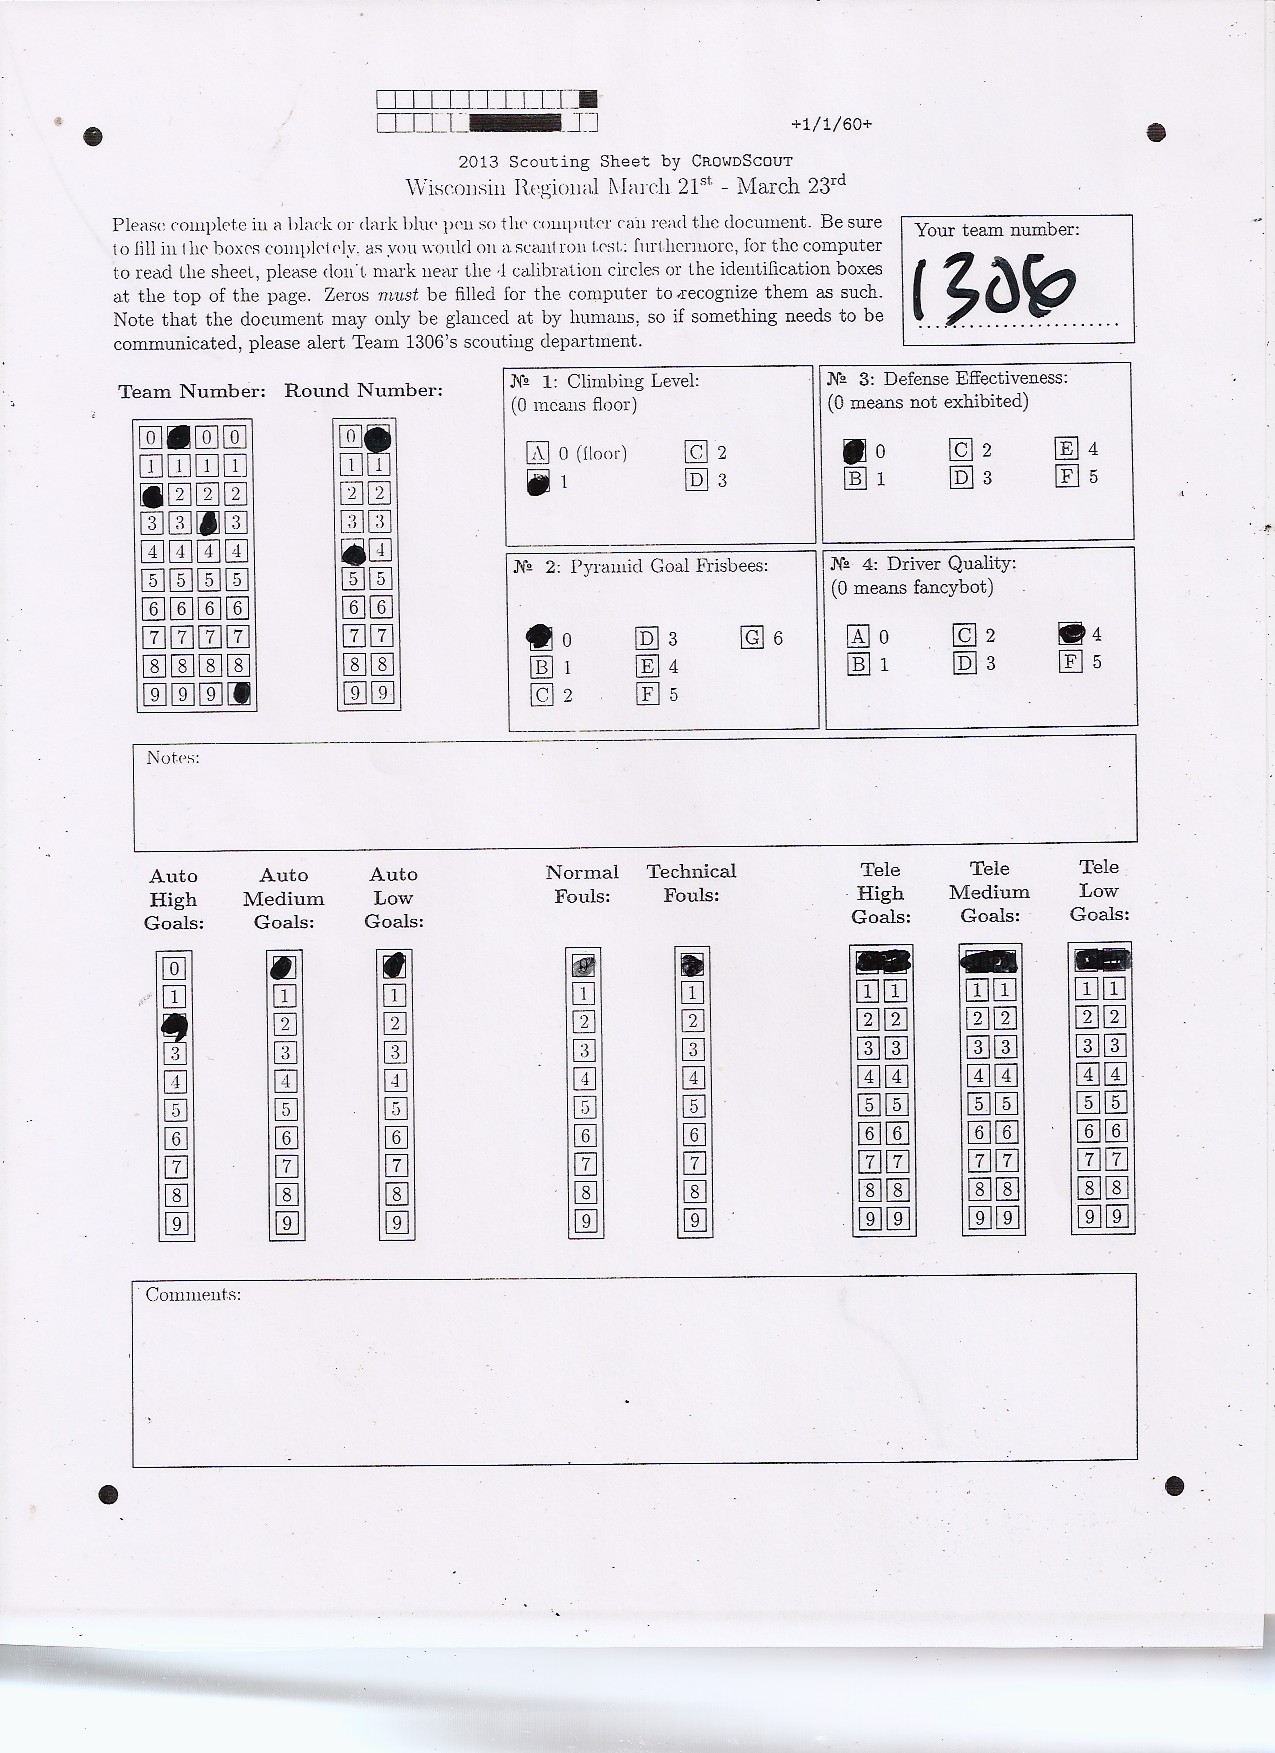 +1/1/60+
2013 Scouting Sheet by CROWDSCOUT
Wisconsin Regional March 21st - March 23rd
Please complete in a black or dark blue pen so the computer can read the document. Be sure
to fill in the boxes completely, as you would on a scantron test; furthermore, for the computer
to read the sheet, please don't mark near the 4 calibration circles or the identification boxes
at the top of the page. Zeros must be filled for the computer to recognize them as such.
Note that the document may only be glanced at by humans, so if something needs to be
communicated, please alert Team 1306's scouting department.
Your team number:
1306
Team Number: Round Number:
0 0 0
1 1 1 1
2 2 2
3 3 3
4 4 4 4
5 5 5 5
6 6 6 6
7 7 7 7
8 8 8 8
9 9 9
0
1 1
2 2
3 3
4
5 5
6 6
7 7
8 8
9 9
№ 1: Climbing Level:
(0 means floor)
A 0 (floor) C 2
1 D 3
№ 3: Defense Effectiveness:
(0 means not exhibited)
0 C 2 E 4
B 1 D 3 F 5
№ 2: Pyramid Goal Frisbees:
0 D 3 G 6
B 1 E 4
C 2 F 5
№ 4: Driver Quality:
(0 means fancybot)
A 0 C 2 4
B 1 D 3 F 5
Notes:
Auto High Goals:
0
1
3
4
5
6
7
8
9
Auto Medium Goals:
1
2
3
4
5
6
7
8
9
Auto Low Goals:
1
2
3
4
5
6
7
8
9
Normal Fouls:
1
2
3
4
5
6
7
8
9
Technical Fouls:
1
2
3
4
5
6
7
8
9
Tele High Goals:
1 1
2 2
3 3
4 4
5 5
6 6
7 7
8 8
9 9
Tele Medium Goals:
1 1
2 2
3 3
4 4
5 5
6 6
7 7
8 8
9 9
Tele Low Goals:
1 1
2 2
3 3
4 4
5 5
6 6
7 7
8 8
9 9
Comments: